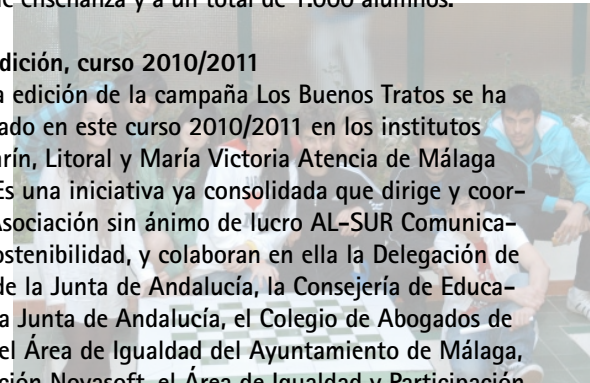 de enseñanza y a un total de 1.000 alumnos.
dición, curso 2010/2011
a edición de la campaña Los Buenos Tratos se ha
ado en este curso 2010/2011 en los institutos
arín, Litoral y María Victoria Atencia de Málaga
Es una iniciativa ya consolidada que dirige y coor-
Asociación sin ánimo de lucro AL-SUR Comunica-
ostenibilidad, y colaboran en ella la Delegación de
de la Junta de Andalucía, la Consejería de Educa-
a Junta de Andalucía, el Colegio de Abogados de
el Área de Igualdad del Ayuntamiento de Málaga,
ción Novasoft, el Área de Igualdad y Participación